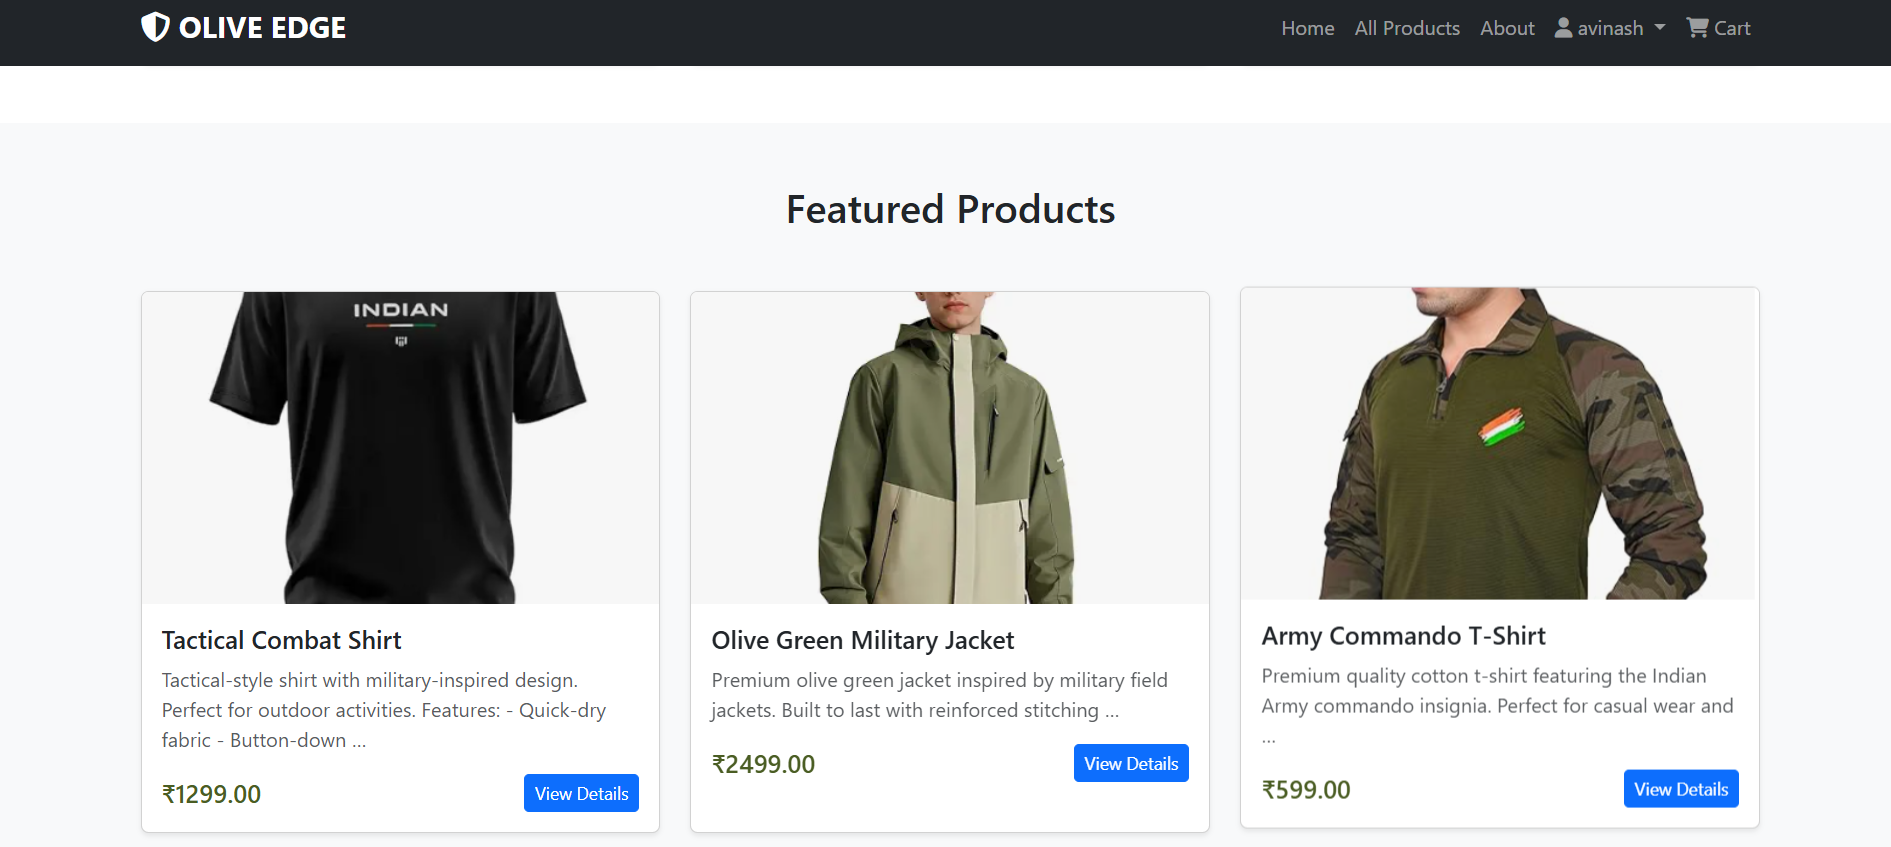 OLIVE EDGE
Home All Products About avinash Cart
Featured Products
INDIAN
Tactical Combat Shirt
Tactical-style shirt with military-inspired design.
Perfect for outdoor activities. Features: - Quick-dry
fabric - Button-down ...
₹1299.00 View Details
Olive Green Military Jacket
Premium olive green jacket inspired by military field
jackets. Built to last with reinforced stitching ...
₹2499.00 View Details
Army Commando T-Shirt
Premium quality cotton t-shirt featuring the Indian
Army commando insignia. Perfect for casual wear and
...
₹599.00 View Details